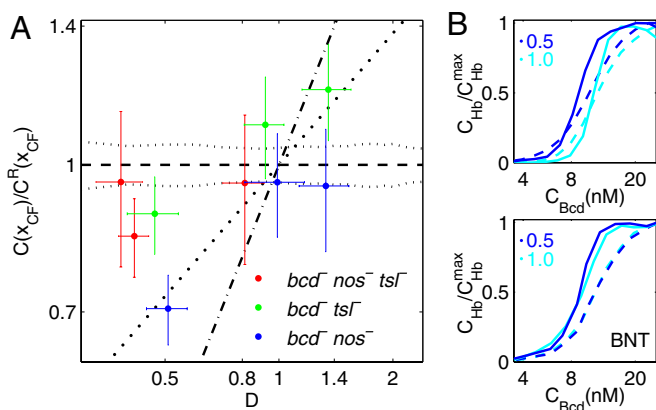 A
B
1.4
1
0.7
C(x_CF)/C^R(x_CF)
0.5 0.8 1 1.4 2
D
bcd⁻ nos⁻ tsl⁻
bcd⁻ tsl⁻
bcd⁻ nos⁻
1
0.5
0
C_Hb/C_Hb^max
0.5
1.0
4 8 20
C_Bcd(nM)
1
0.5
0
C_Hb/C_Hb^max
0.5
1.0
BNT
4 8 20
C_Bcd(nM)